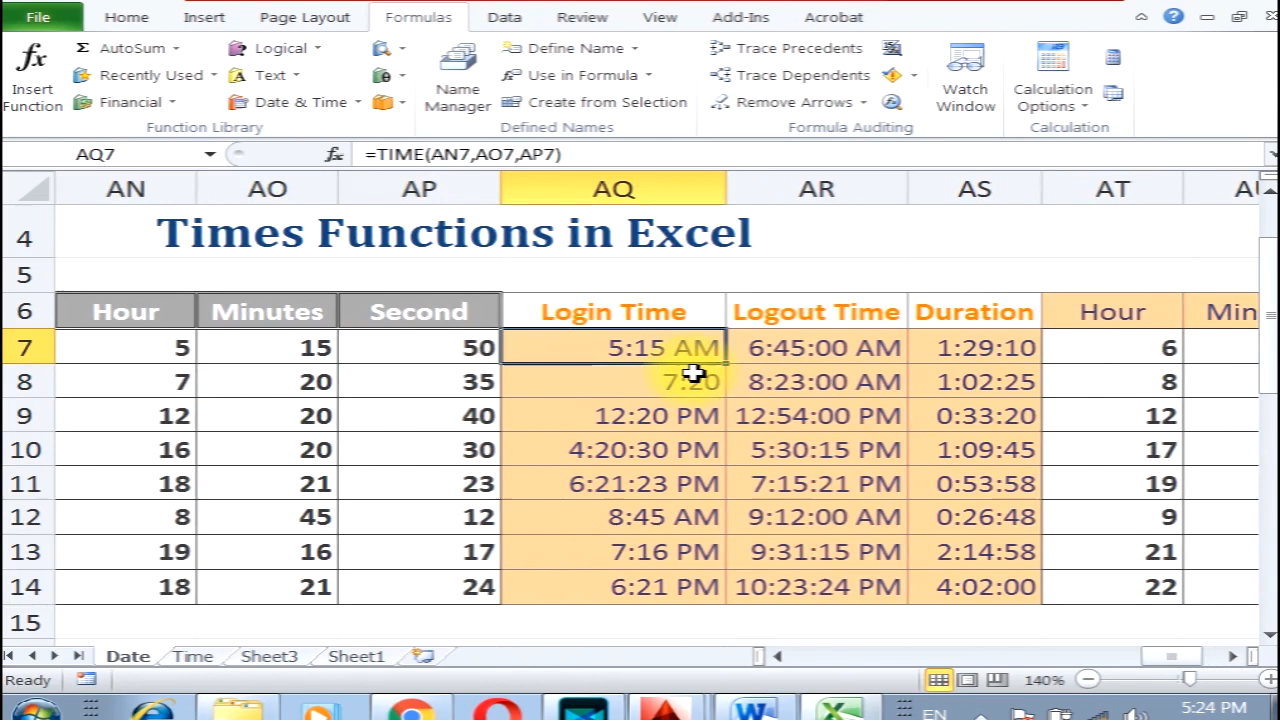 File Home Insert Page Layout Formulas Data Review View Add-Ins Acrobat
fx Σ AutoSum Logical Define Name Trace Precedents
Insert Function Recently Used Text Name Manager Use in Formula Trace Dependents Watch Window Calculation Options
Financial Date & Time Create from Selection Remove Arrows
Function Library Defined Names Formula Auditing Calculation
AQ7 fx =TIME(AN7,AO7,AP7)
AN AO AP AQ AR AS AT
4 Times Functions in Excel
5
6 Hour Minutes Second Login Time Logout Time Duration Hour Min
7 5 15 50 5:15 AM 6:45:00 AM 1:29:10 6
8 7 20 35 7:20 8:23:00 AM 1:02:25 8
9 12 20 40 12:20 PM 12:54:00 PM 0:33:20 12
10 16 20 30 4:20:30 PM 5:30:15 PM 1:09:45 17
11 18 21 23 6:21:23 PM 7:15:21 PM 0:53:58 19
12 8 45 12 8:45 AM 9:12:00 AM 0:26:48 9
13 19 16 17 7:16 PM 9:31:15 PM 2:14:58 21
14 18 21 24 6:21 PM 10:23:24 PM 4:02:00 22
15
Date Time Sheet3 Sheet1
Ready 140%
EN 5:24 PM